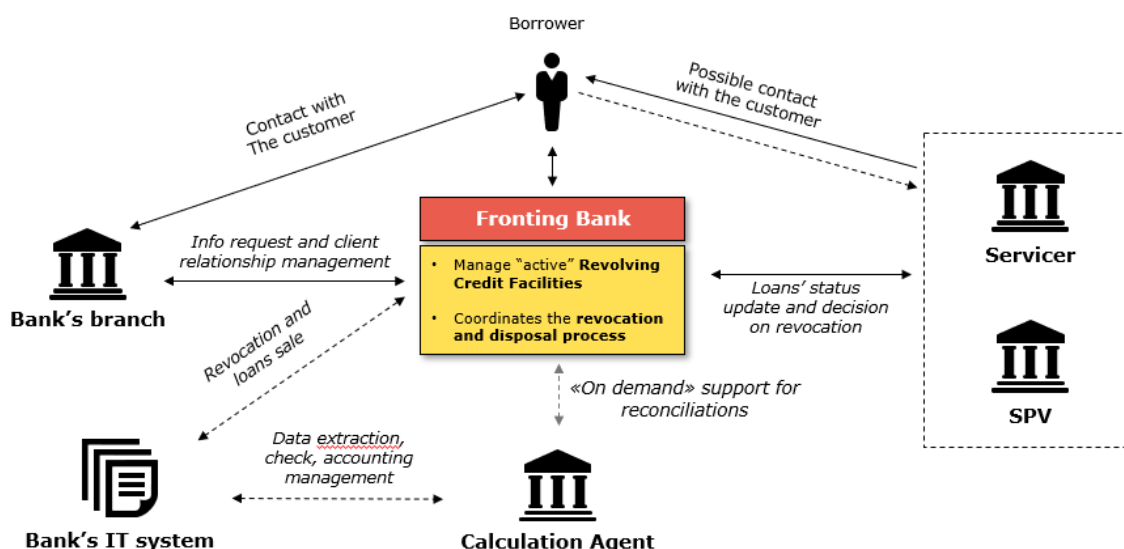 Borrower
Contact with
The customer
Possible contact
with the customer
Fronting Bank
• Manage “active” Revolving
Credit Facilities
• Coordinates the revocation
and disposal process
Info request and client
relationship management
Bank’s branch
Loans’ status
update and decision
on revocation
Servicer
SPV
Revocation and
loans sale
«On demand» support for
reconciliations
Data extraction,
check, accounting
management
Bank’s IT system
Calculation Agent